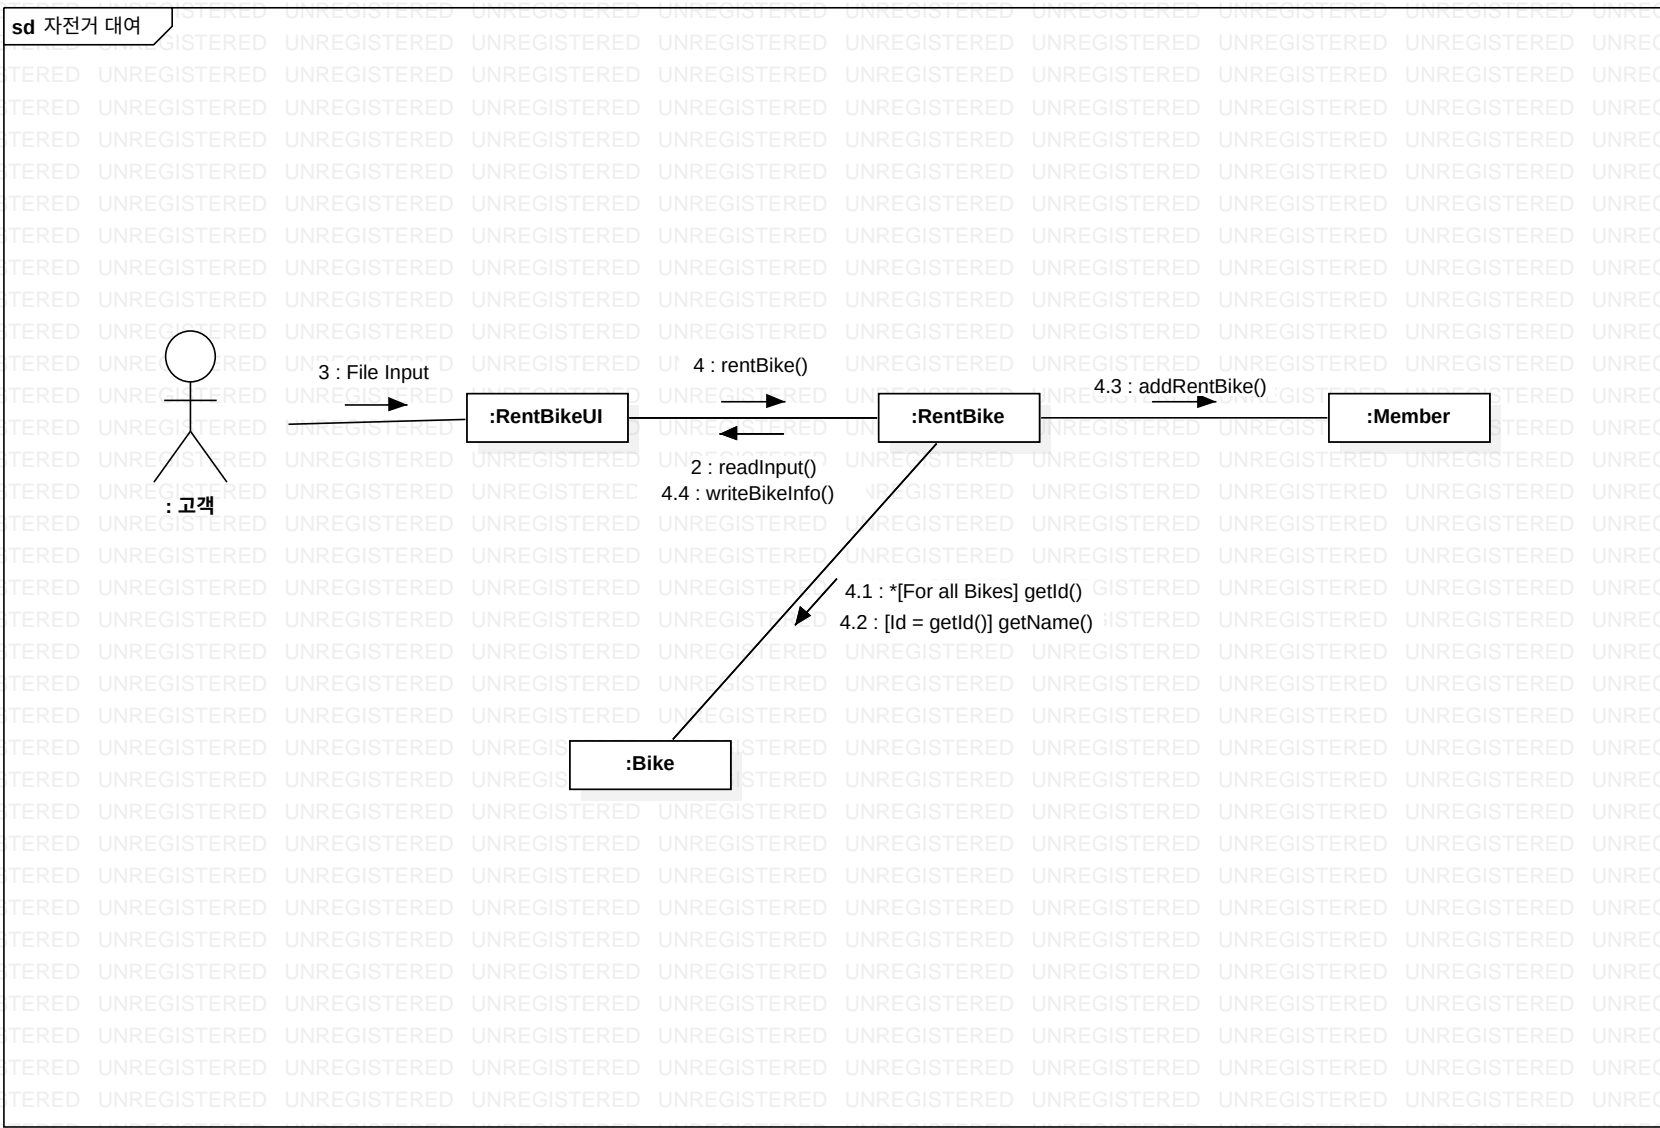 sd 자전거 대여
3 : File Input
4 : rentBike()
4.3 : addRentBike()
:RentBikeUI
:RentBike
:Member
2 : readInput()
4.4 : writeBikeInfo()
: 고객
4.1 : *[For all Bikes] getId()
4.2 : [Id = getId()] getName()
:Bike
UNREGISTERED